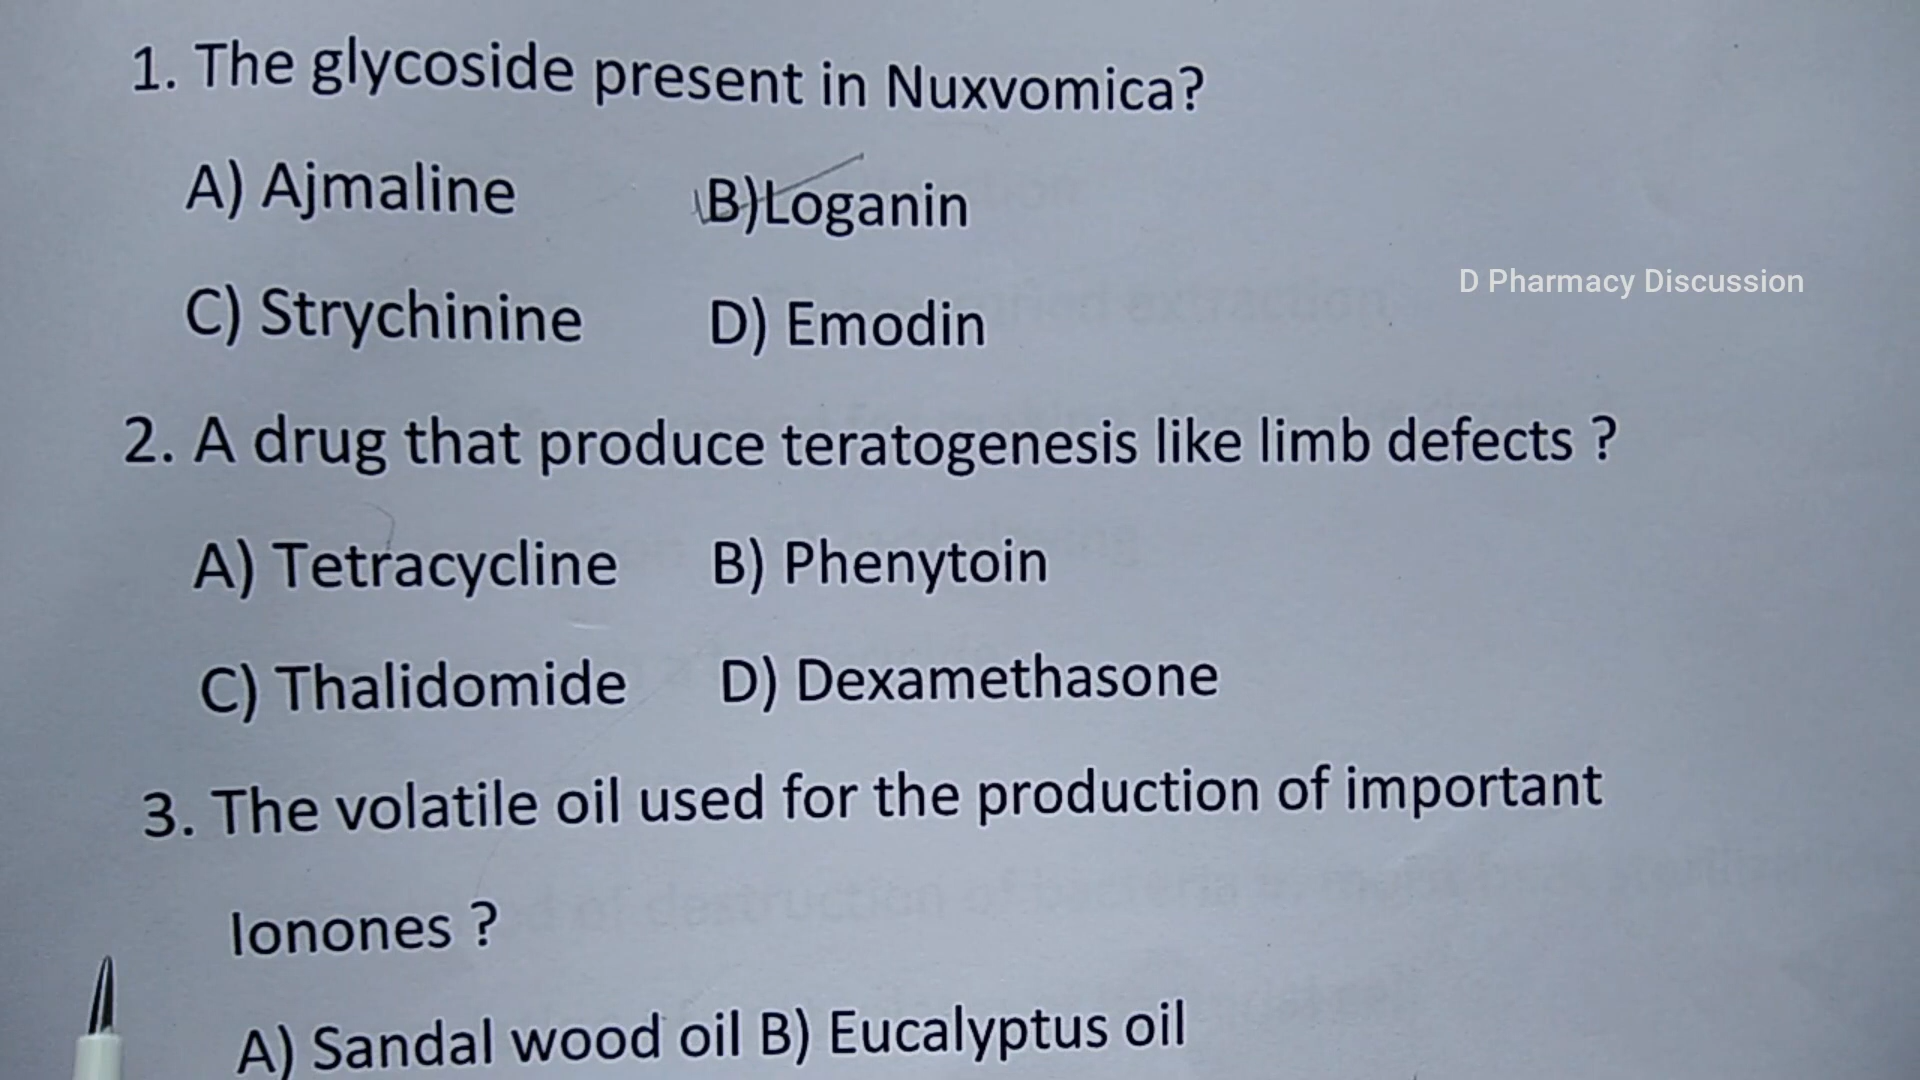 1. The glycoside present in Nuxvomica?
A) Ajmaline B)Loganin
D Pharmacy Discussion
C) Strychinine D) Emodin
2. A drug that produce teratogenesis like limb defects ?
A) Tetracycline B) Phenytoin
C) Thalidomide D) Dexamethasone
3. The volatile oil used for the production of important
Ionones ?
A) Sandal wood oil B) Eucalyptus oil